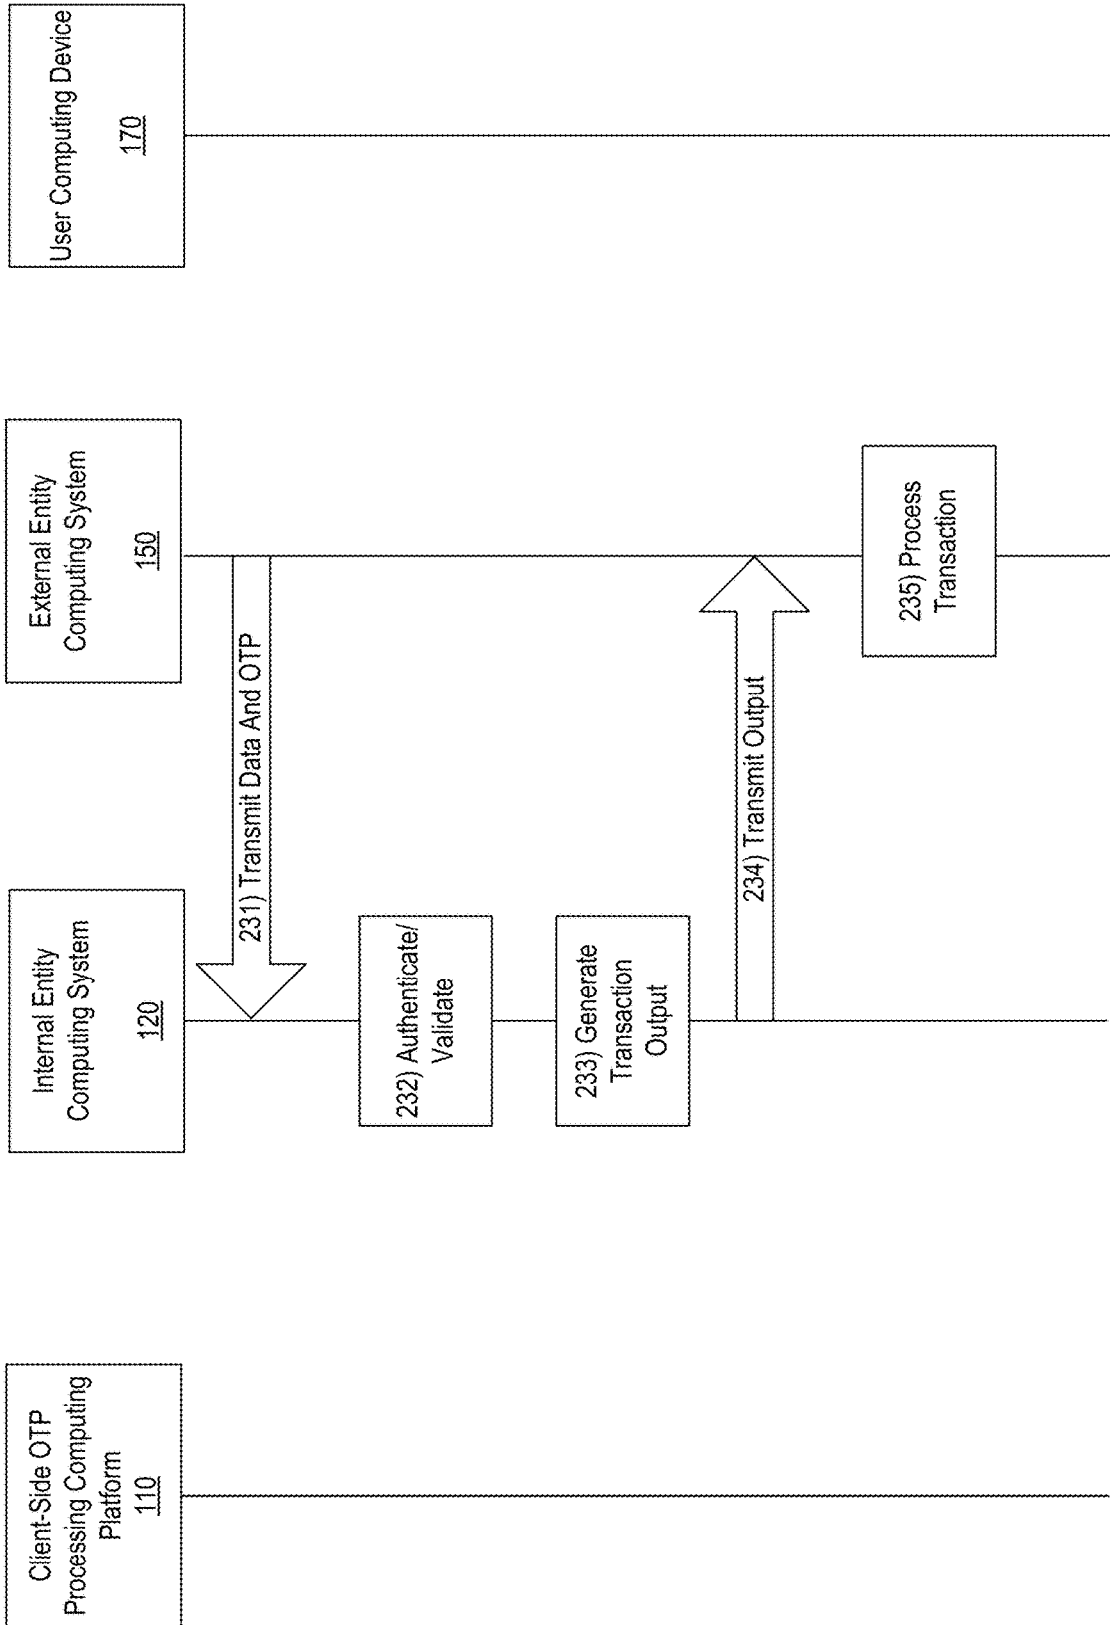 Client-Side OTP
Processing Computing
Platform
110
Internal Entity
Computing System
120
External Entity
Computing System
150
User Computing Device
170
231) Transmit Data And OTP
232) Authenticate/
Validate
233) Generate
Transaction
Output
234) Transmit Output
235) Process
Transaction